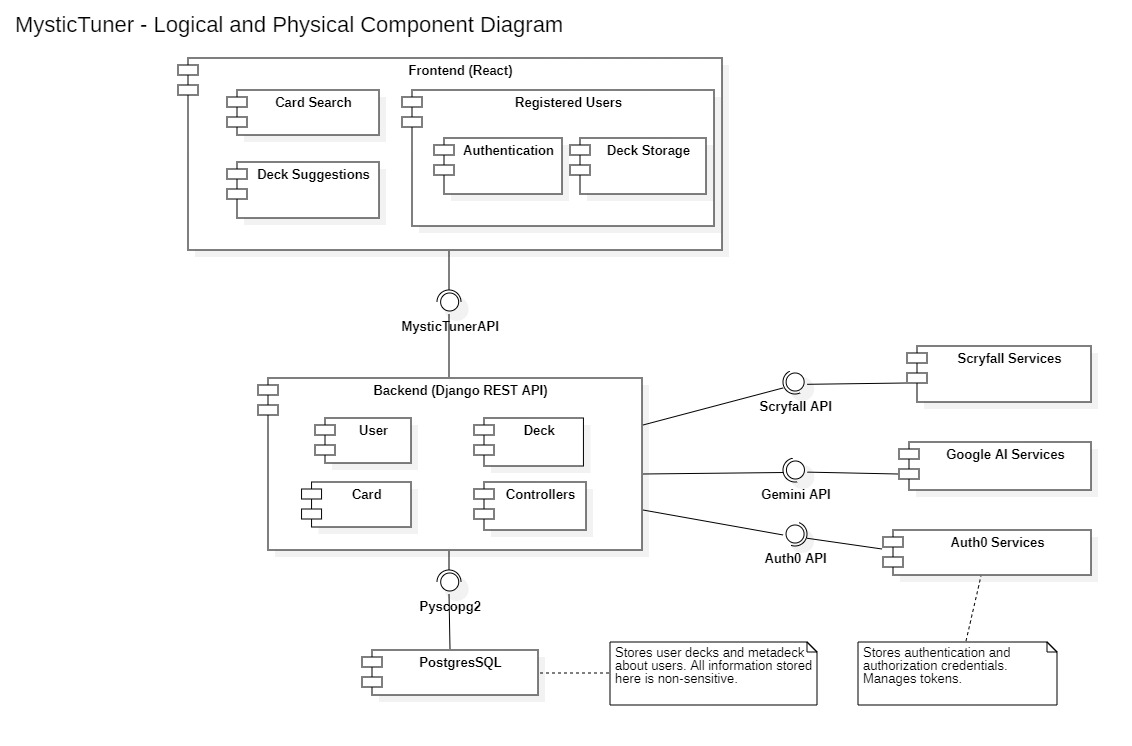 MysticTuner - Logical and Physical Component Diagram
Frontend (React)
Card Search
Registered Users
Authentication
Deck Storage
Deck Suggestions
MysticTunerAPI
Backend (Django REST API)
User
Deck
Card
Controllers
Scryfall API
Scryfall Services
Gemini API
Google AI Services
Auth0 API
Auth0 Services
Pyscopg2
PostgresSQL
Stores user decks and metadeck
about users. All information stored
here is non-sensitive.
Stores authentication and
authorization credentials.
Manages tokens.